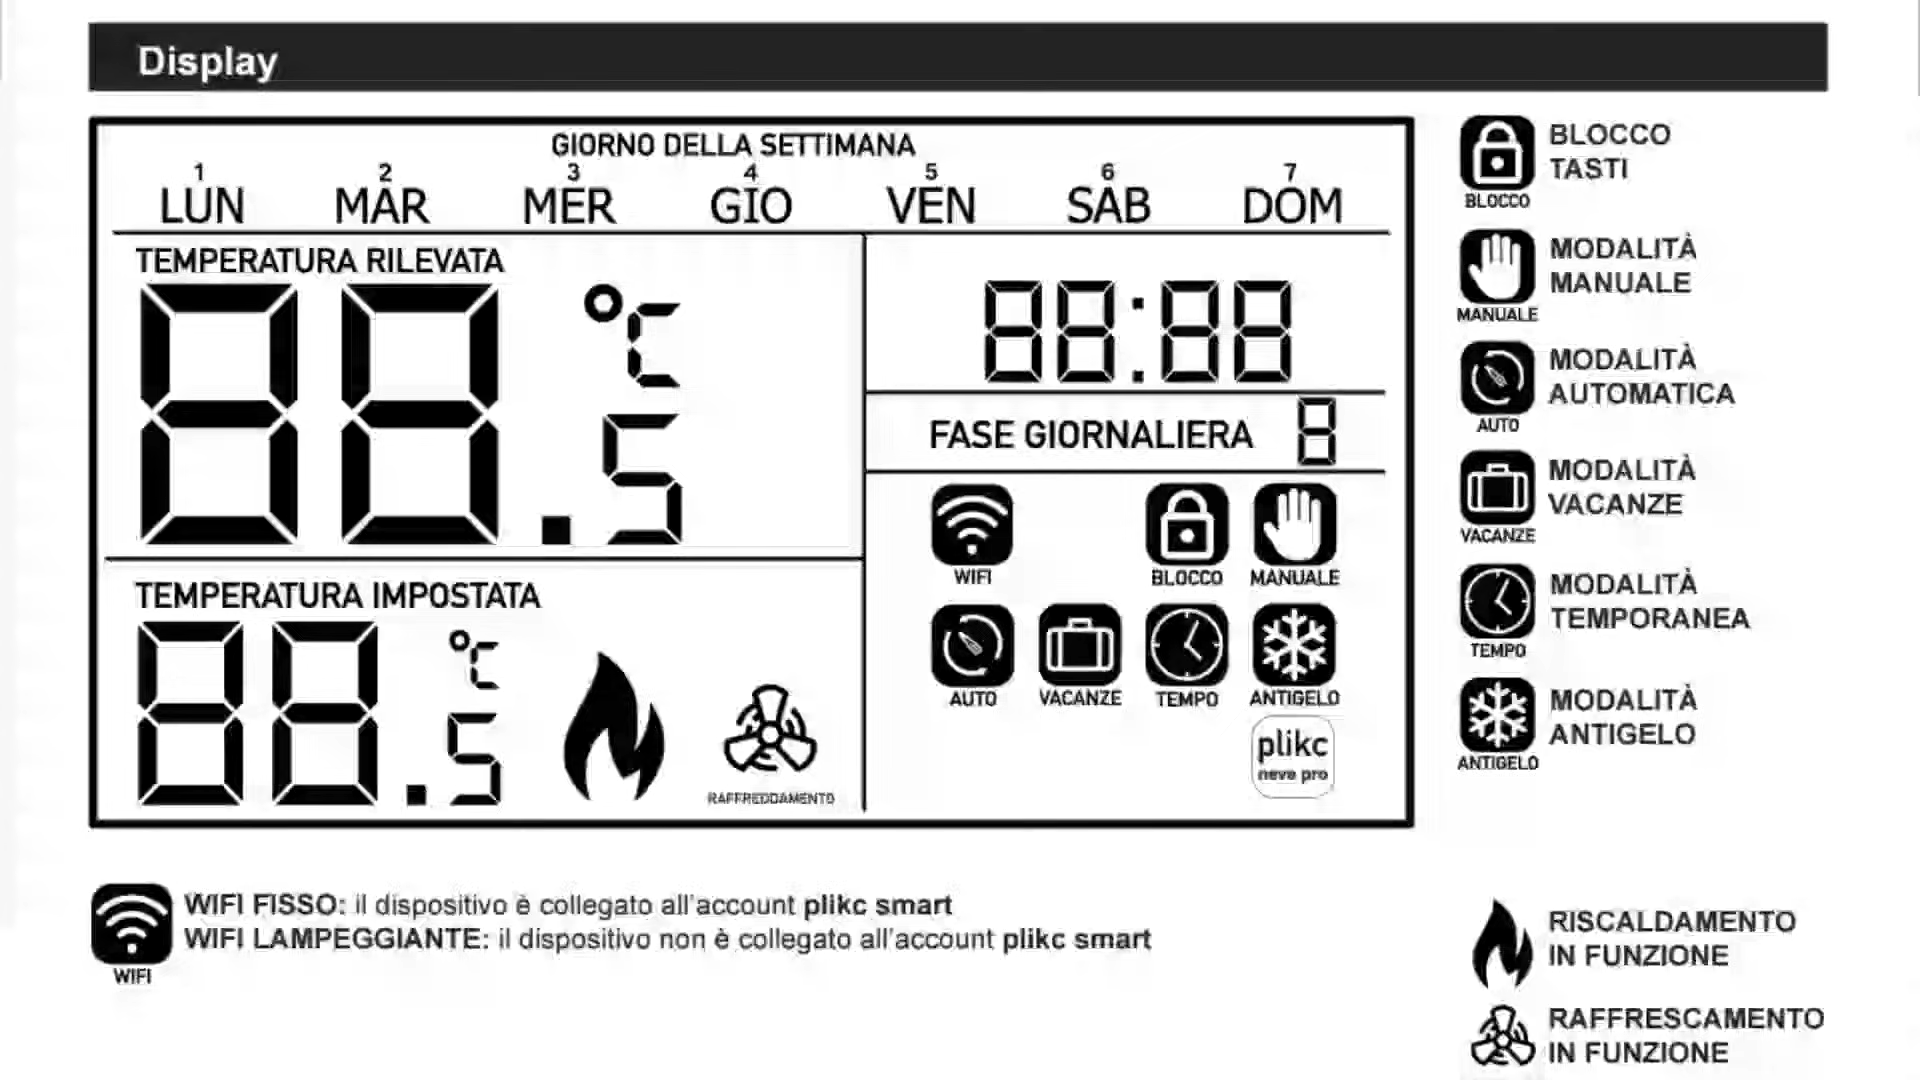 Display
GIORNO DELLA SETTIMANA
1 2 3 4 5 6 7
LUN MAR MER GIO VEN SAB DOM
TEMPERATURA RILEVATA
88.5 °C
88:88
FASE GIORNALIERA 8
WIFI BLOCCO MANUALE
AUTO VACANZE TEMPO ANTIGELO
plikc
neve pro
TEMPERATURA IMPOSTATA
88.5 °C
RAFFREDDAMENTO
BLOCCO
BLOCCO
TASTI
MANUALE
MODALITÀ
MANUALE
AUTO
MODALITÀ
AUTOMATICA
VACANZE
MODALITÀ
VACANZE
TEMPO
MODALITÀ
TEMPORANEA
ANTIGELO
MODALITÀ
ANTIGELO
WIFI
WIFI FISSO: il dispositivo è collegato all'account plikc smart
WIFI LAMPEGGIANTE: il dispositivo non è collegato all'account plikc smart
RISCALDAMENTO
IN FUNZIONE
RAFFRESCAMENTO
IN FUNZIONE